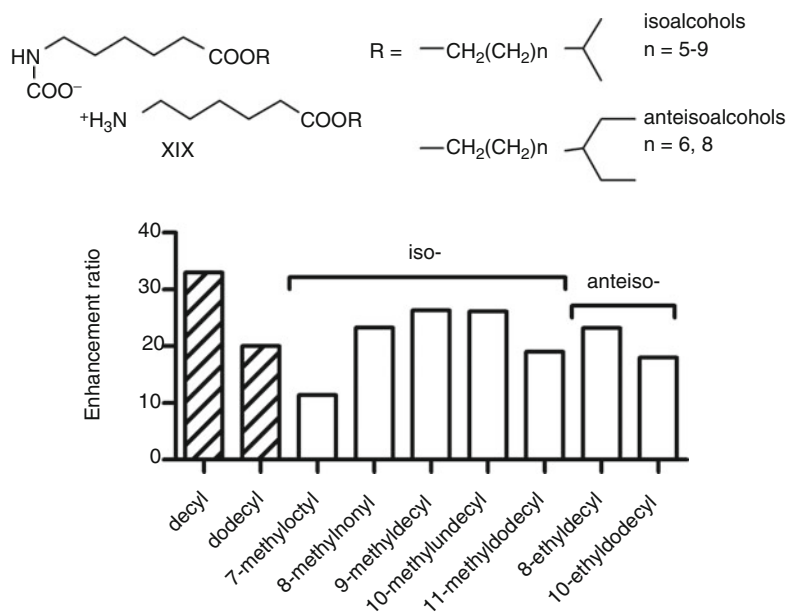 HN
COOR
COO⁻
⁺H₃N
COOR
XIX
R =
—CH₂(CH₂)n
isoalcohols
n = 5-9
—CH₂(CH₂)n
anteisoalcohols
n = 6, 8
Enhancement ratio
40
30
20
10
0
iso-
anteiso-
decyl
dodecyl
7-methyloctyl
8-methylnonyl
9-methyldecyl
10-methylundecyl
11-methyldodecyl
8-ethyldecyl
10-ethyldodecyl